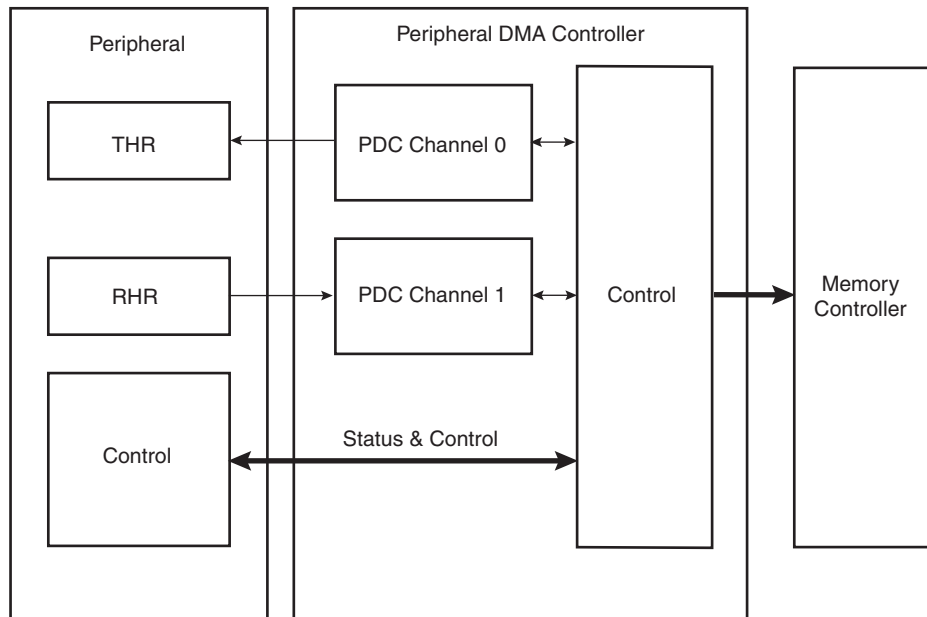 Peripheral
Peripheral DMA Controller
THR
PDC Channel 0
RHR
PDC Channel 1
Control
Memory
Controller
Control
Status & Control